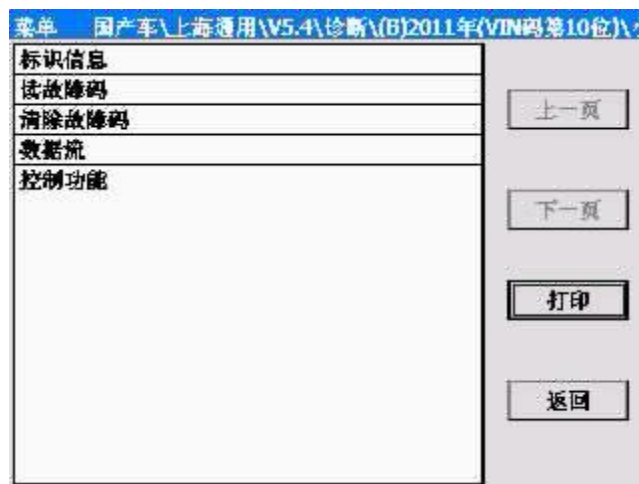 菜单 国产车\上海通用\V5.4\诊断\(B)2011年(VIN码第10位)\
标识信息
读故障码
清除故障码
数据流
控制功能
上一页
下一页
打印
返回